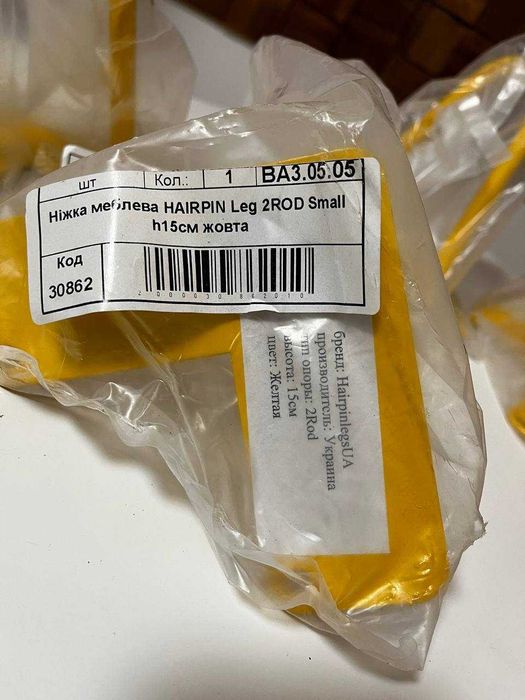 шт Кол.: 1 ВА3.05.05
Ніжка меблева HAIRPIN Leg 2ROD Small
h15см жовта
Код
30862
2000030862010
бренд: HairpinlegsUA
производитель: Украина
тип опоры: 2Rod
высота: 15см
цвет: Желтая